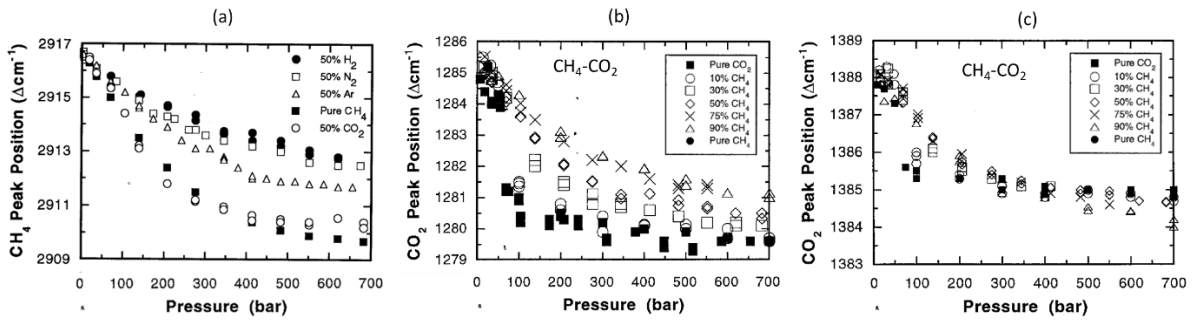 (a)
CH₄ Peak Position (Δcm⁻¹)
2917
2915
2913
2911
2909
50% H₂
50% N₂
50% Ar
Pure CH₄
50% CO₂
0 100 200 300 400 500 600 700
Pressure (bar)
(b)
CO₂ Peak Position (Δcm⁻¹)
1286
1285
1284
1283
1282
1281
1280
1279
CH₄-CO₂
Pure CO₂
10% CH₄
30% CH₄
50% CH₄
75% CH₄
90% CH₄
Pure CH₄
0 100 200 300 400 500 600 700
Pressure (bar)
(c)
CO₂ Peak Position (Δcm⁻¹)
1389
1388
1387
1386
1385
1384
1383
CH₄-CO₂
Pure CO₂
10% CH₄
30% CH₄
50% CH₄
75% CH₄
90% CH₄
Pure CH₄
0 100 200 300 400 500 600 700
Pressure (bar)